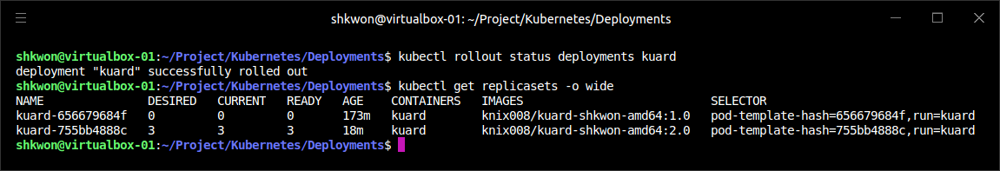 shkwon@virtualbox-01: ~/Project/Kubernetes/Deployments
shkwon@virtualbox-01:~/Project/Kubernetes/Deployments$ kubectl rollout status deployments kuard
deployment "kuard" successfully rolled out
shkwon@virtualbox-01:~/Project/Kubernetes/Deployments$ kubectl get replicasets -o wide
NAME DESIRED CURRENT READY AGE CONTAINERS IMAGES SELECTOR
kuard-656679684f 0 0 0 173m kuard knix008/kuard-shkwon-amd64:1.0 pod-template-hash=656679684f,run=kuard
kuard-755bb4888c 3 3 3 18m kuard knix008/kuard-shkwon-amd64:2.0 pod-template-hash=755bb4888c,run=kuard
shkwon@virtualbox-01:~/Project/Kubernetes/Deployments$